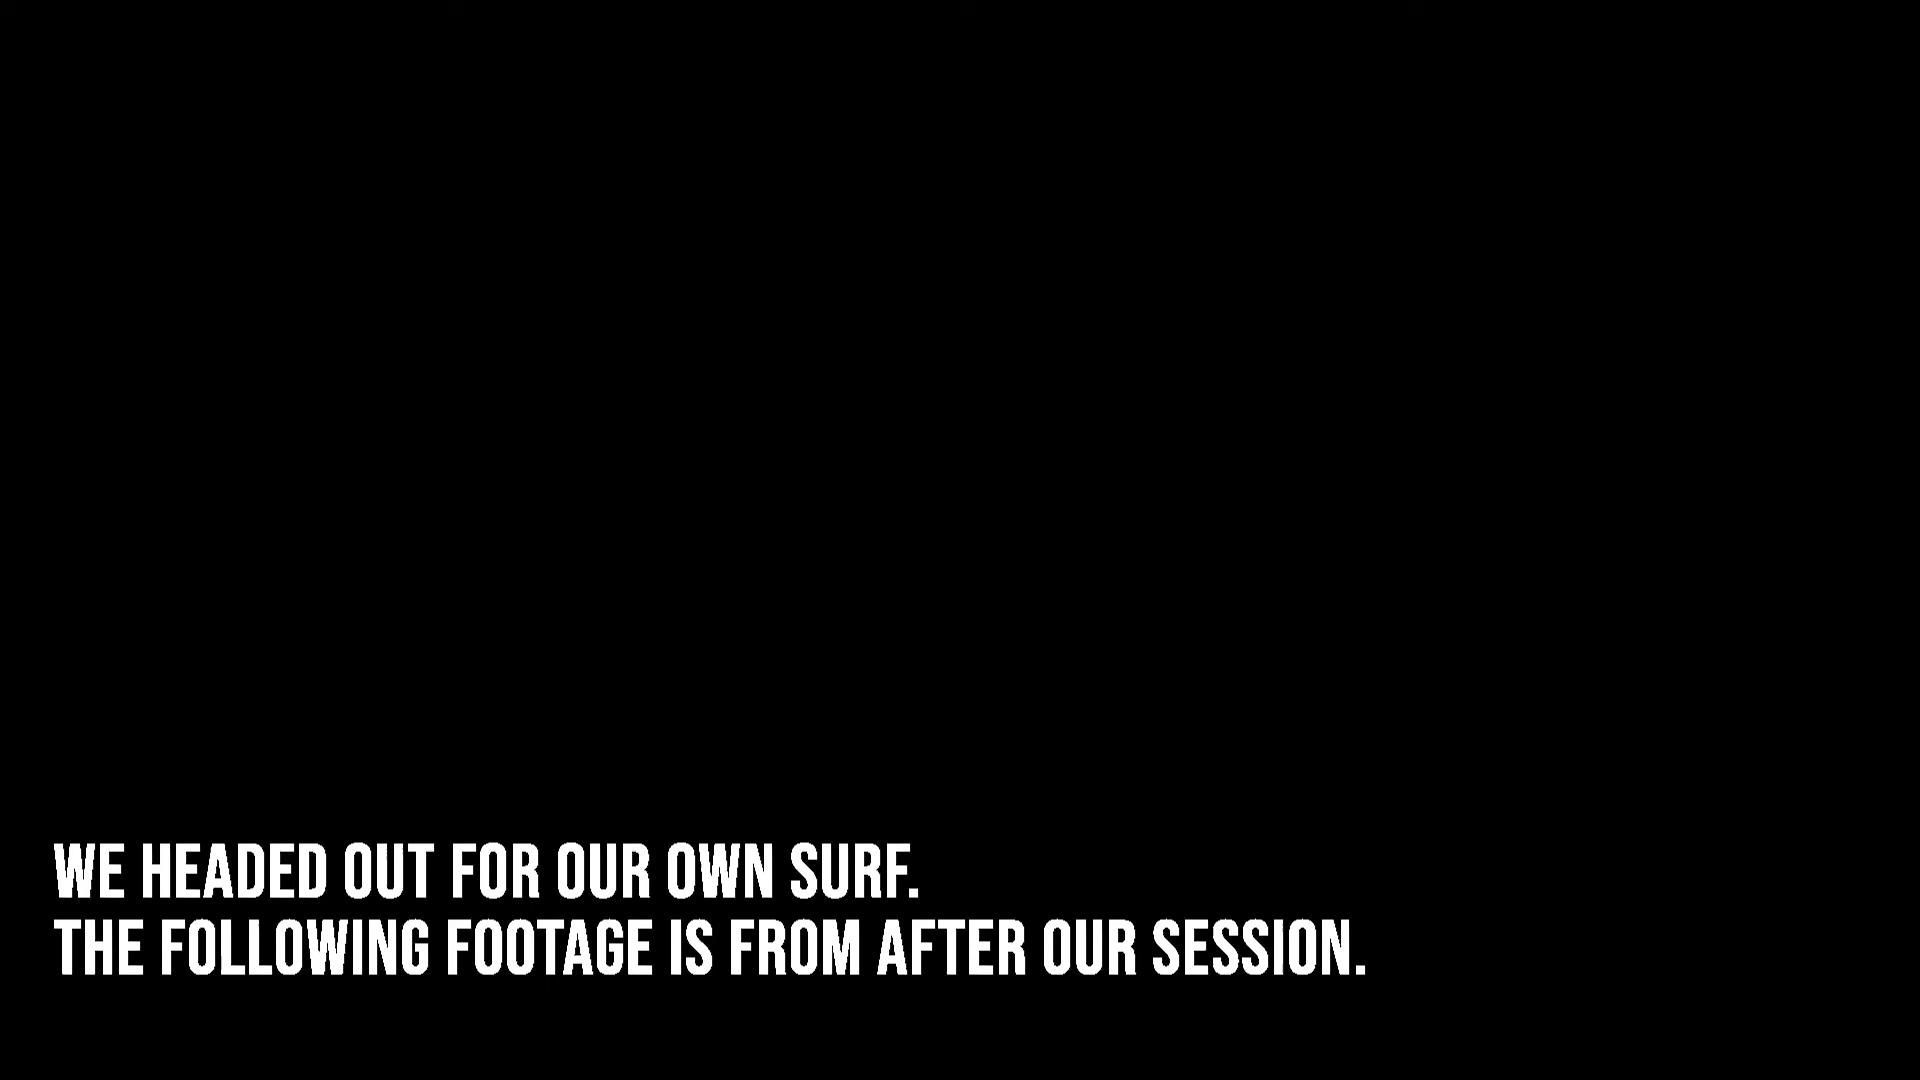 WE HEADED OUT FOR OUR OWN SURF.
THE FOLLOWING FOOTAGE IS FROM AFTER OUR SESSION.